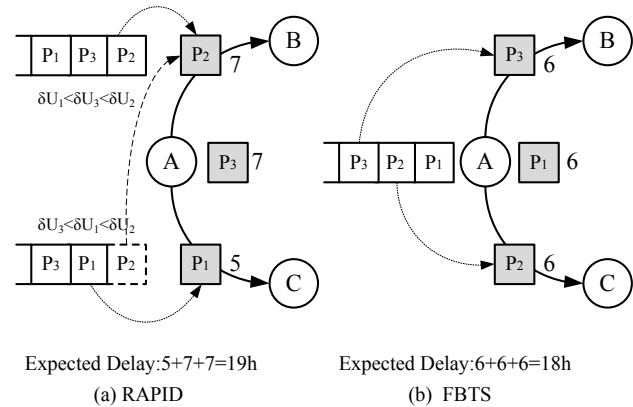 P1 P3 P2
P2
7
B
δU1<δU3<δU2
A
P3
7
δU3<δU1<δU2
P3 P1 P2
P1
5
C
Expected Delay:5+7+7=19h
(a) RAPID
P3
6
B
P3 P2 P1
A
P1
6
P2
6
C
Expected Delay:6+6+6=18h
(b) FBTS